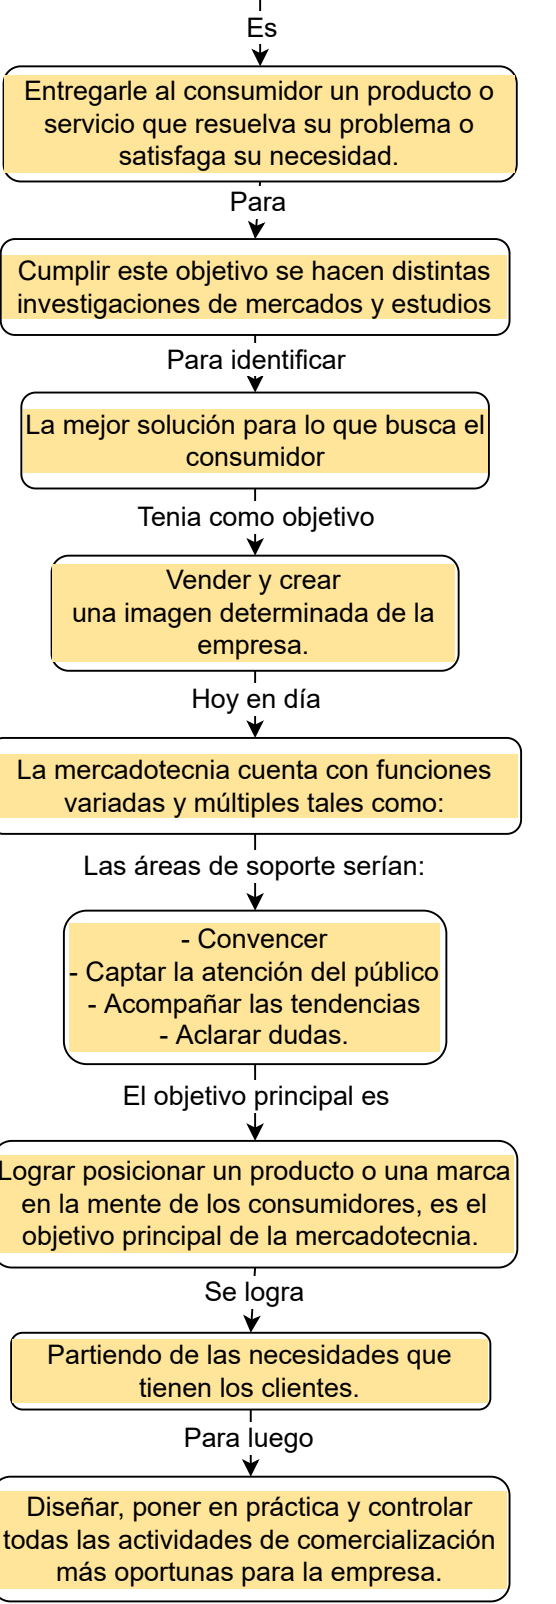 Es
Entregarle al consumidor un producto o
servicio que resuelva su problema o
satisfaga su necesidad.
Para
Cumplir este objetivo se hacen distintas
investigaciones de mercados y estudios
Para identificar
La mejor solución para lo que busca el
consumidor
Tenia como objetivo
Vender y crear
una imagen determinada de la
empresa.
Hoy en día
La mercadotecnia cuenta con funciones
variadas y múltiples tales como:
Las áreas de soporte serían:
- Convencer
- Captar la atención del público
- Acompañar las tendencias
- Aclarar dudas.
El objetivo principal es
Lograr posicionar un producto o una marca
en la mente de los consumidores, es el
objetivo principal de la mercadotecnia.
Se logra
Partiendo de las necesidades que
tienen los clientes.
Para luego
Diseñar, poner en práctica y controlar
todas las actividades de comercialización
más oportunas para la empresa.